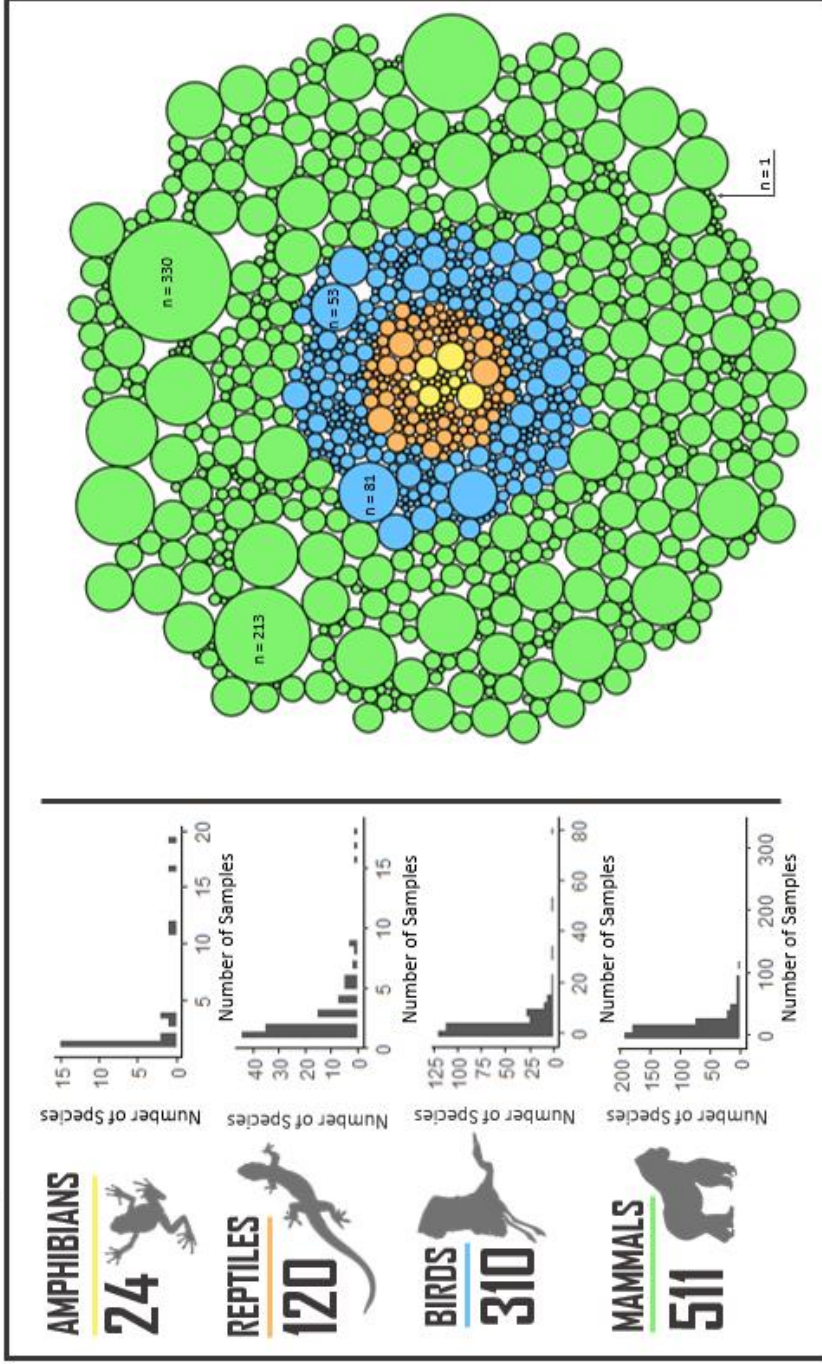 AMPHIBIANS
24
Number of Species
15
10
5
0
5
10
15
20
Number of Samples
REPTILES
120
Number of Species
40
30
20
10
0
0
5
10
15
Number of Samples
BIRDS
310
Number of Species
125
100
75
50
25
0
0
20
40
60
80
Number of Samples
MAMMALS
511
Number of Species
200
150
100
50
0
0
100
200
300
Number of Samples
n = 330
n = 213
n = 53
n = 81
n = 1